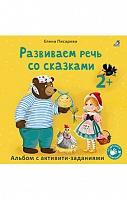 Елена Писарева
Развиваем речь
со сказками
2+
Альбом с активити-заданиями